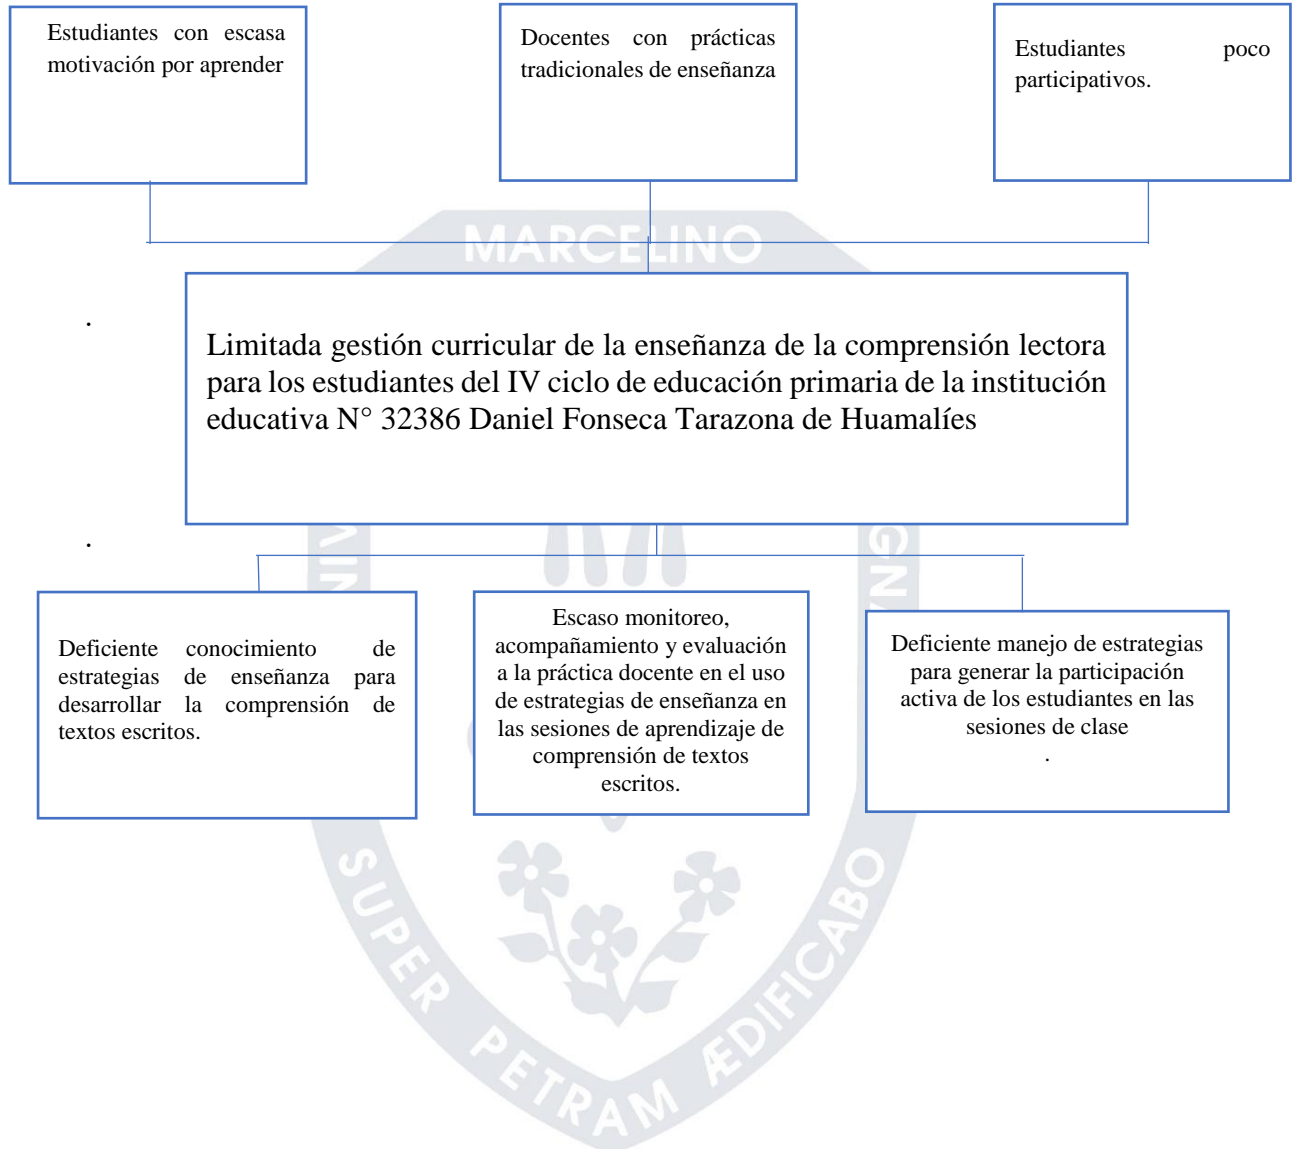 Estudiantes con escasa
motivación por aprender
Docentes con prácticas
tradicionales de enseñanza
Estudiantes poco
participativos.
MARCELINO
.
Limitada gestión curricular de la enseñanza de la comprensión lectora
para los estudiantes del IV ciclo de educación primaria de la institución
educativa N° 32386 Daniel Fonseca Tarazona de Huamalíes
.
Deficiente conocimiento de
estrategias de enseñanza para
desarrollar la comprensión de
textos escritos.
Escaso monitoreo,
acompañamiento y evaluación
a la práctica docente en el uso
de estrategias de enseñanza en
las sesiones de aprendizaje de
comprensión de textos
escritos.
Deficiente manejo de estrategias
para generar la participación
activa de los estudiantes en las
sesiones de clase
.
SUPER PETRAM ÆDIFICABO